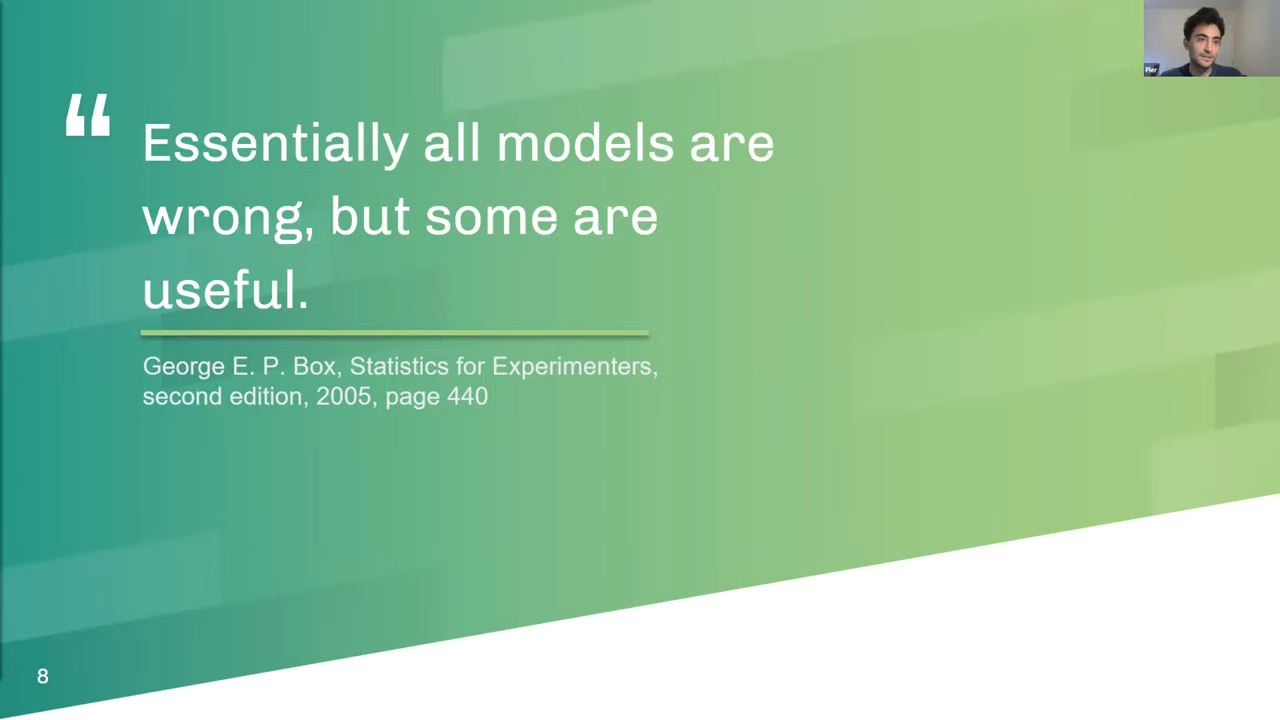 “
Essentially all models are
wrong, but some are
useful.
George E. P. Box, Statistics for Experimenters,
second edition, 2005, page 440
8
Pier